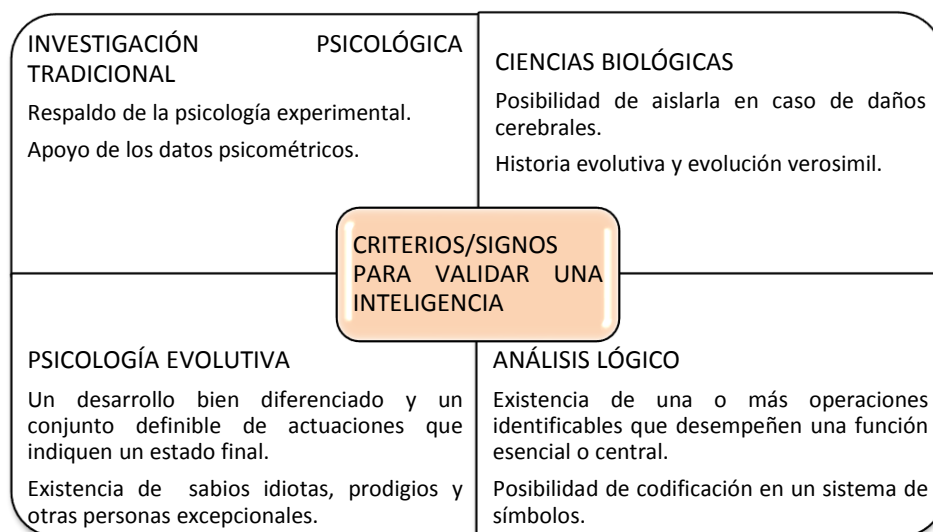 INVESTIGACIÓN PSICOLÓGICA
TRADICIONAL
Respaldo de la psicología experimental.
Apoyo de los datos psicométricos.
CIENCIAS BIOLÓGICAS
Posibilidad de aislarla en caso de daños
cerebrales.
Historia evolutiva y evolución verosimil.
CRITERIOS/SIGNOS
PARA VALIDAR UNA
INTELIGENCIA
PSICOLOGÍA EVOLUTIVA
Un desarrollo bien diferenciado y un
conjunto definible de actuaciones que
indiquen un estado final.
Existencia de sabios idiotas, prodigios y
otras personas excepcionales.
ANÁLISIS LÓGICO
Existencia de una o más operaciones
identificables que desempeñen una función
esencial o central.
Posibilidad de codificación en un sistema de
símbolos.